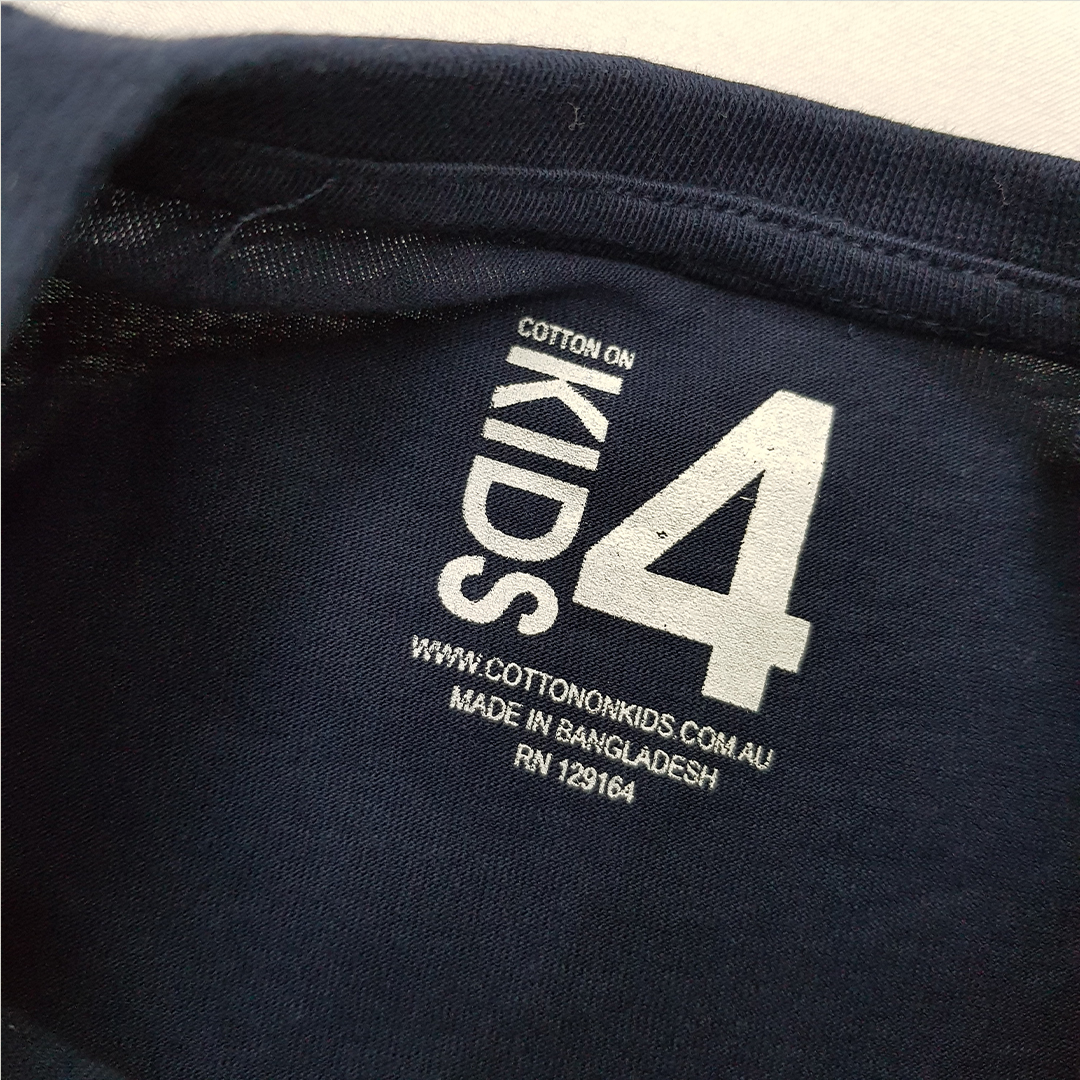 COTTON ON
KIDS
4
WWW.COTTONONKIDS.COM.AU
MADE IN BANGLADESH
RN 129164